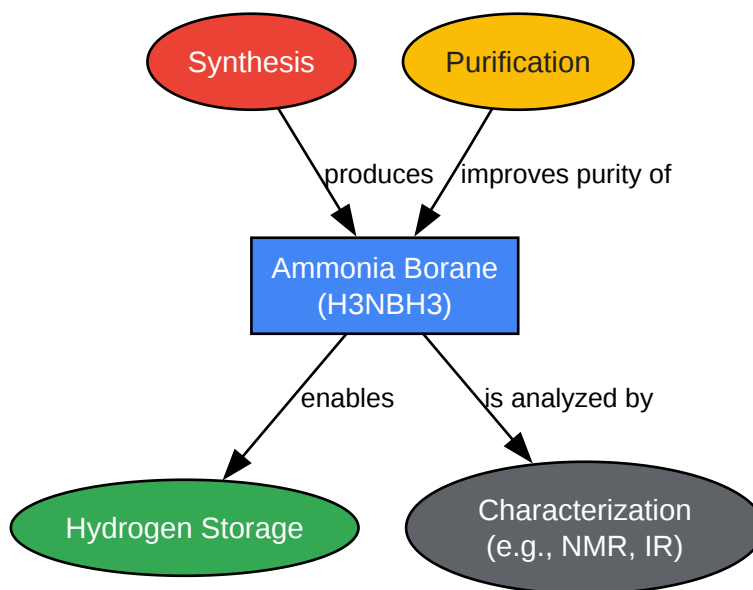 Synthesis
Purification
produces
improves purity of
Ammonia Borane
(H3NBH3)
enables
is analyzed by
Hydrogen Storage
Characterization
(e.g., NMR, IR)